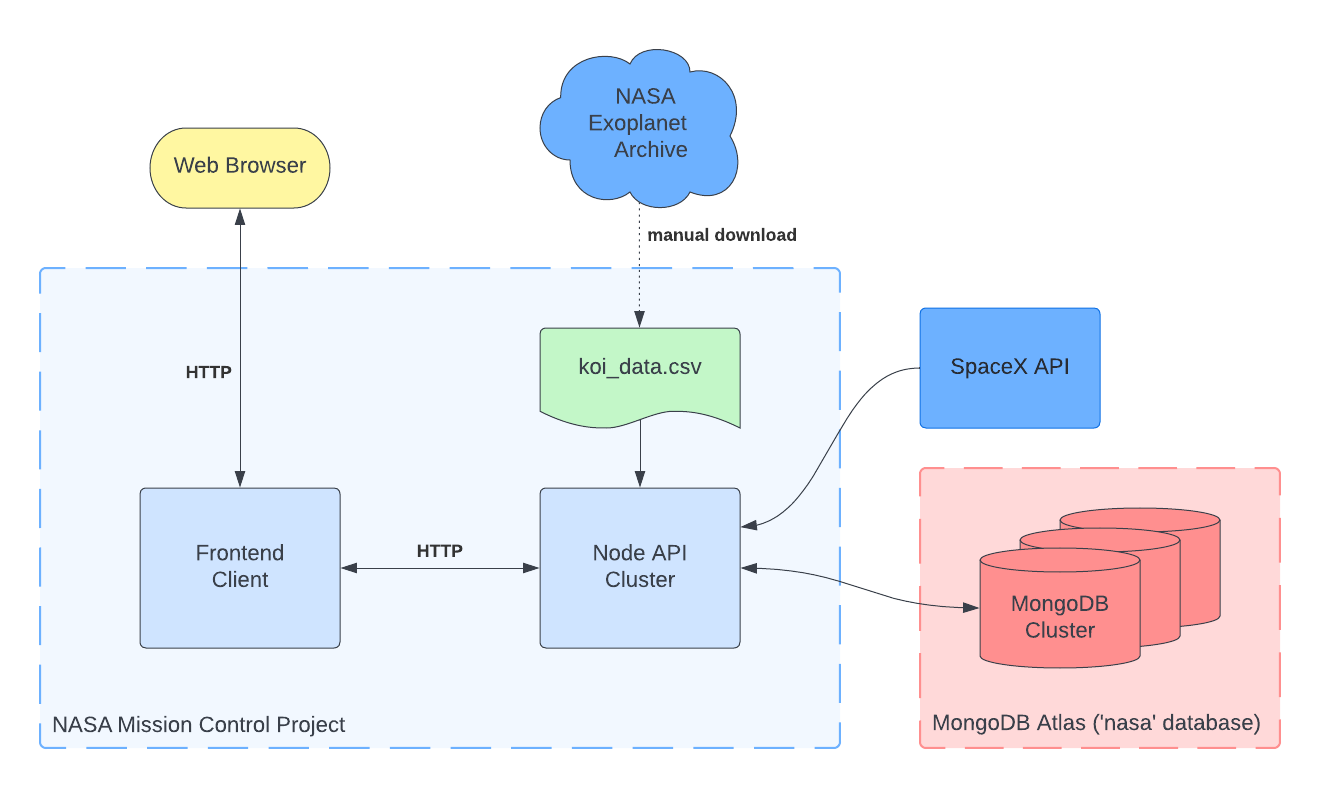 NASA
Exoplanet
Archive
Web Browser
manual download
HTTP
koi_data.csv
SpaceX API
Frontend
Client
HTTP
Node API
Cluster
MongoDB
Cluster
NASA Mission Control Project
MongoDB Atlas ('nasa' database)